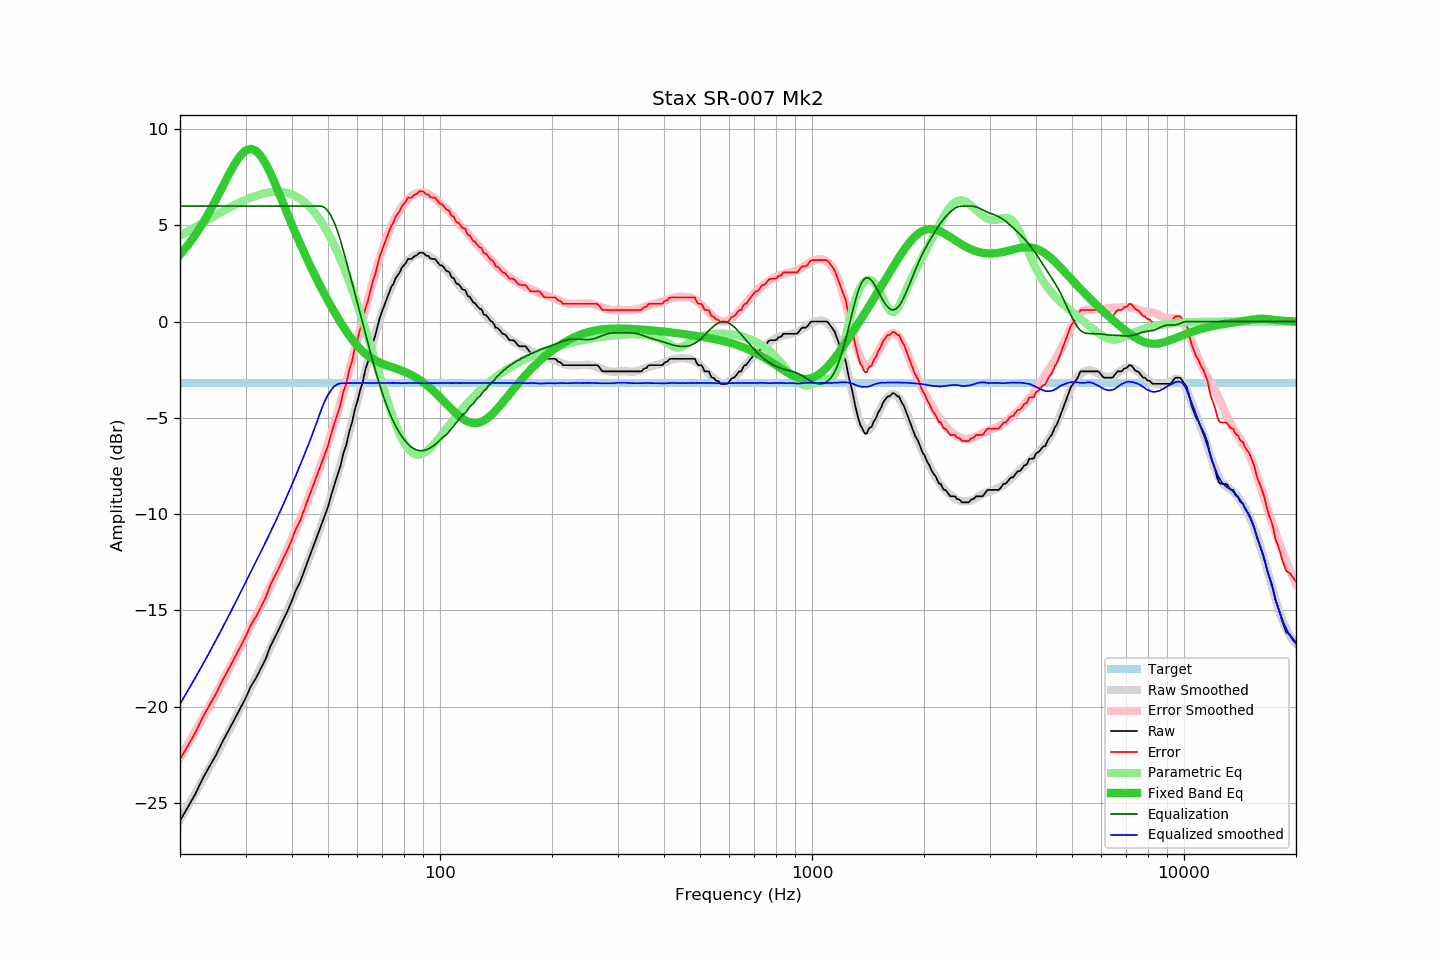 Stax SR-007 Mk2
10
5
0
−5
−10
−15
−20
−25
Amplitude (dBr)
100
1000
10000
Frequency (Hz)
Target
Raw Smoothed
Error Smoothed
Raw
Error
Parametric Eq
Fixed Band Eq
Equalization
Equalized smoothed